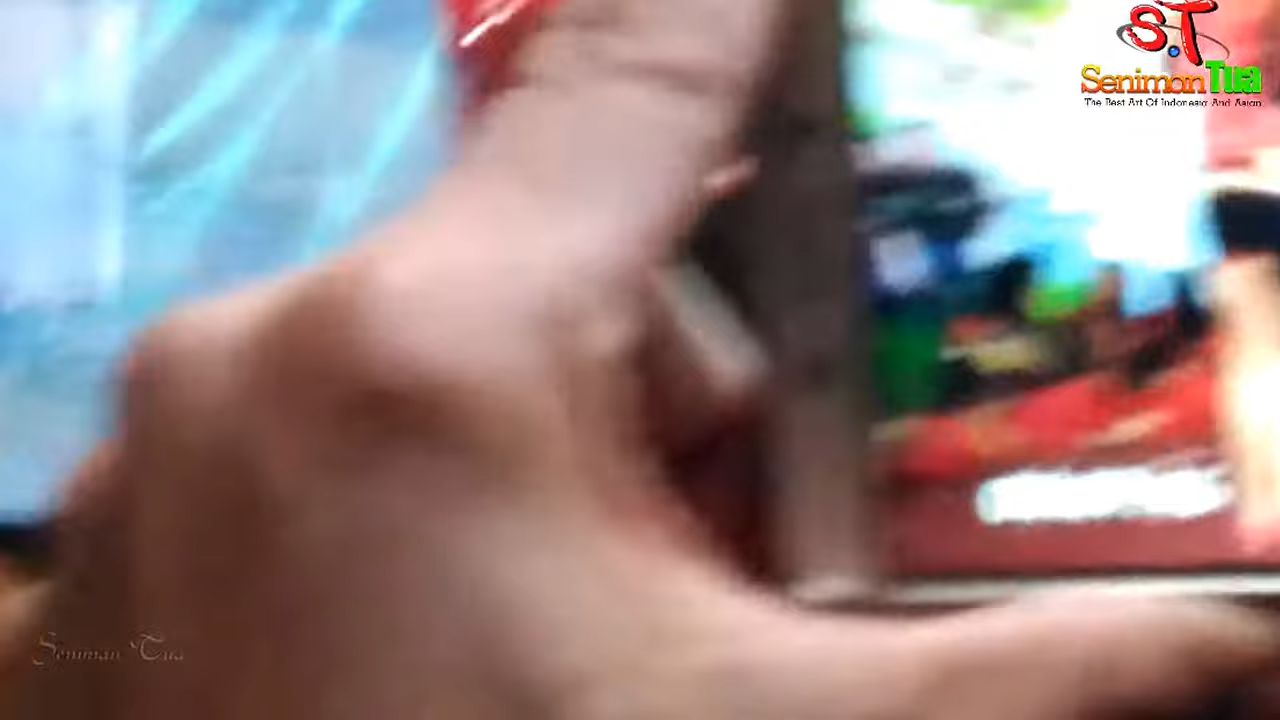 S.T
SenimanTua
The Best Art Of Indonesia And Asian
Seniman Tua